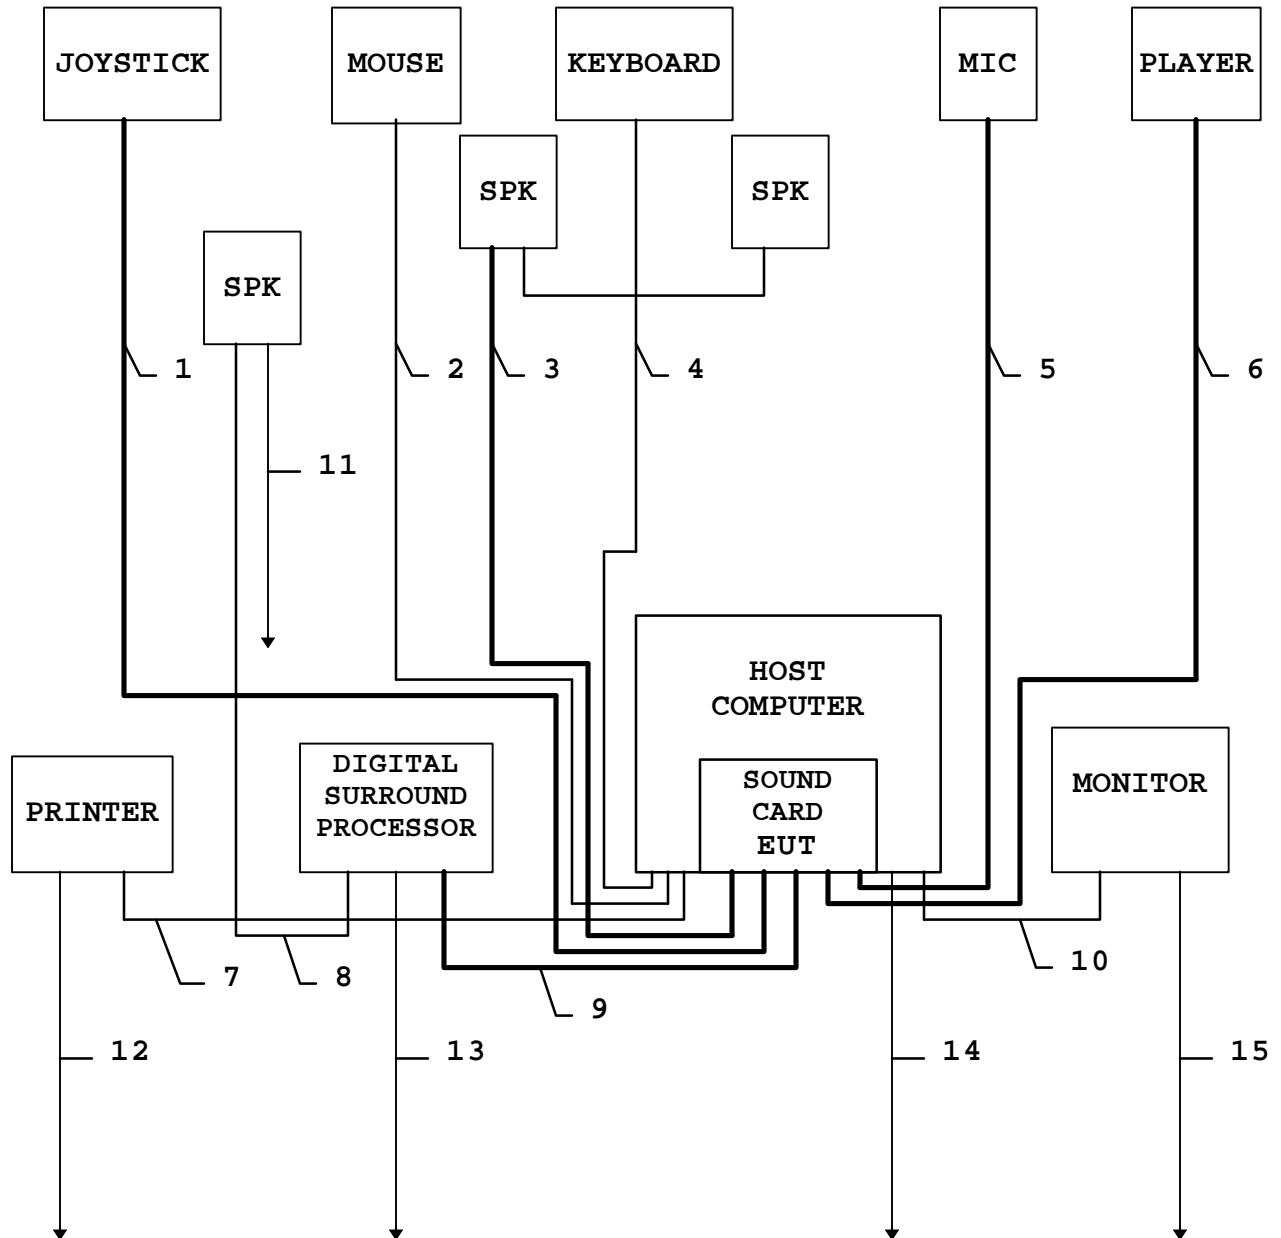 JOYSTICK
MOUSE
KEYBOARD
MIC
PLAYER
SPK
SPK
SPK
1
2
3
4
5
6
11
HOST
COMPUTER
PRINTER
DIGITAL
SURROUND
PROCESSOR
SOUND
CARD
EUT
MONITOR
7
8
9
10
12
13
14
15